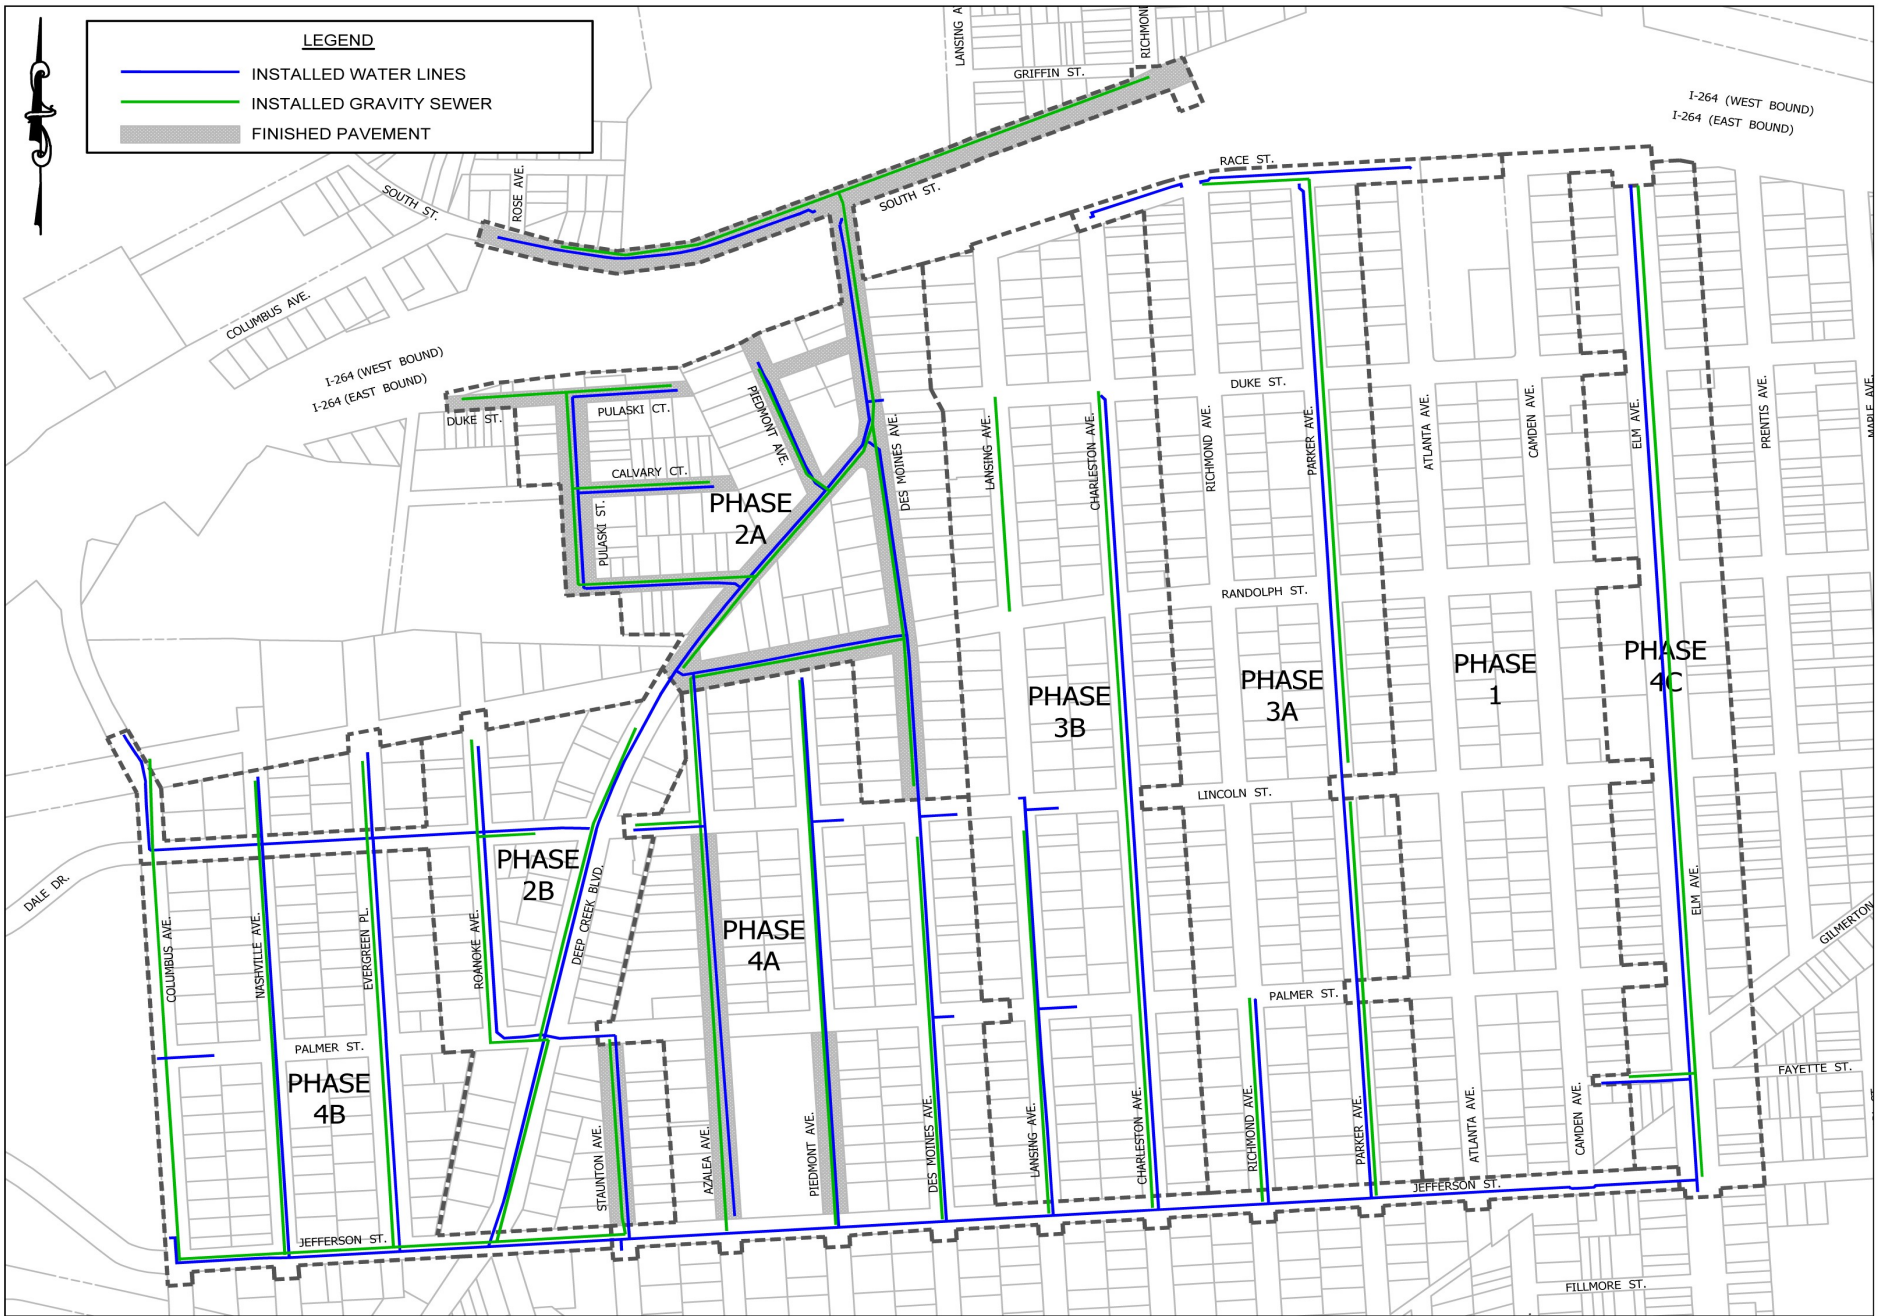 LEGEND
INSTALLED WATER LINES
INSTALLED GRAVITY SEWER
FINISHED PAVEMENT
LANSING A
RICHMOND
GRIFFIN ST.
I-264 (WEST BOUND)
I-264 (EAST BOUND)
RACE ST.
SOUTH ST.
ROSE AVE.
SOUTH ST.
COLUMBUS AVE.
I-264 (WEST BOUND)
I-264 (EAST BOUND)
DUKE ST.
PULASKI CT.
PIEDMONT AVE.
DES MOINES AVE.
LANSING AVE.
CHARLESTON AVE.
RICHMOND AVE.
DUKE ST.
PARKER AVE.
ATLANTA AVE.
CAMDEN AVE.
ELM AVE.
PRENTIS AVE.
MAPLE AVE.
CALVARY CT.
PULASKI ST.
PHASE
2A
RANDOLPH ST.
PHASE
3B
PHASE
3A
PHASE
1
PHASE
4C
LINCOLN ST.
DALE DR.
COLUMBUS AVE.
NASHVILLE AVE.
EVERGREEN PL.
ROANOKE AVE.
PHASE
2B
DEEP CREEK BLVD.
PHASE
4A
ELM AVE.
GILMERTON
PALMER ST.
PALMER ST.
PHASE
4B
FAYETTE ST.
STAUNTON AVE.
AZALEA AVE.
PIEDMONT AVE.
DES MOINES AVE.
LANSING AVE.
CHARLESTON AVE.
RICHMOND AVE.
PARKER AVE.
ATLANTA AVE.
CAMDEN AVE.
JEFFERSON ST.
JEFFERSON ST.
FILLMORE ST.